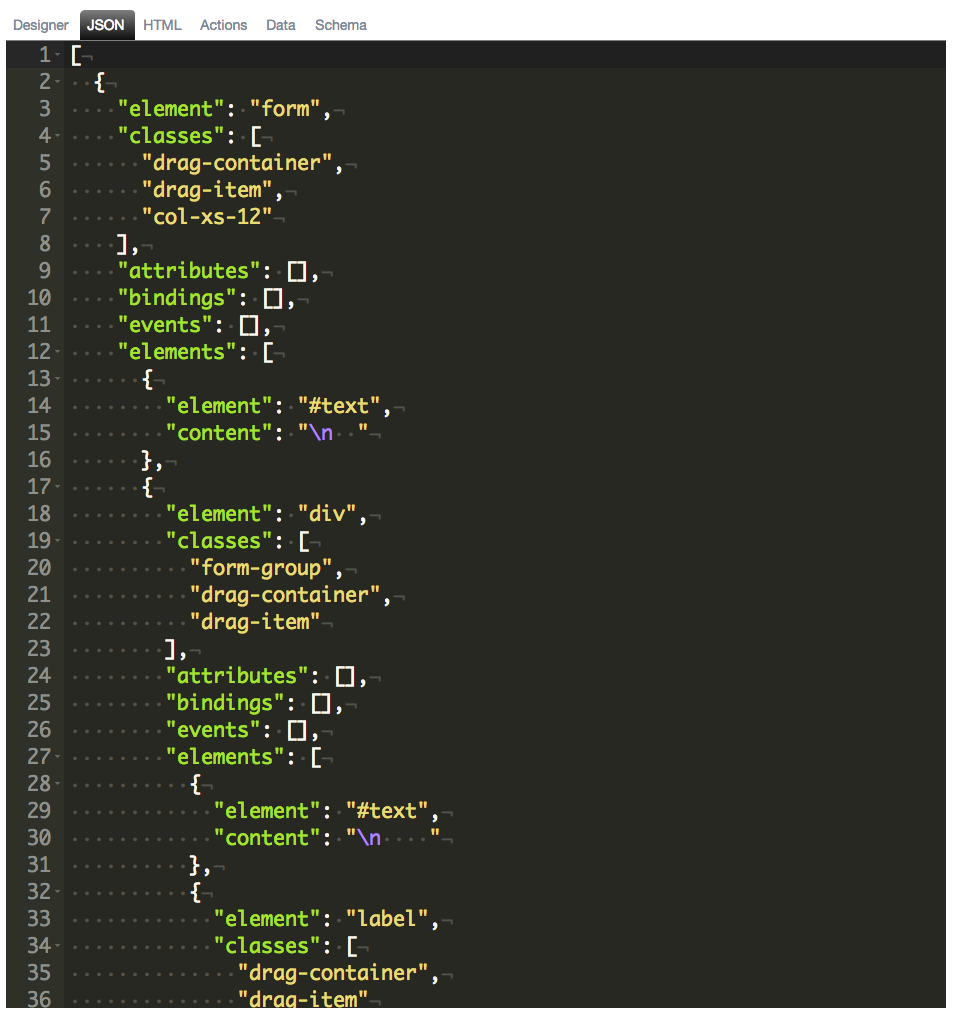 Designer JSON HTML Actions Data Schema
1 [
2   {
3     "element": "form",
4     "classes": [
5       "drag-container",
6       "drag-item",
7       "col-xs-12"
8     ],
9     "attributes": [],
10     "bindings": [],
11     "events": [],
12     "elements": [
13       {
14         "element": "#text",
15         "content": "\n  "
16       },
17       {
18         "element": "div",
19         "classes": [
20           "form-group",
21           "drag-container",
22           "drag-item"
23         ],
24         "attributes": [],
25         "bindings": [],
26         "events": [],
27         "elements": [
28           {
29             "element": "#text",
30             "content": "\n    "
31           },
32           {
33             "element": "label",
34             "classes": [
35               "drag-container",
36               "drag-item"